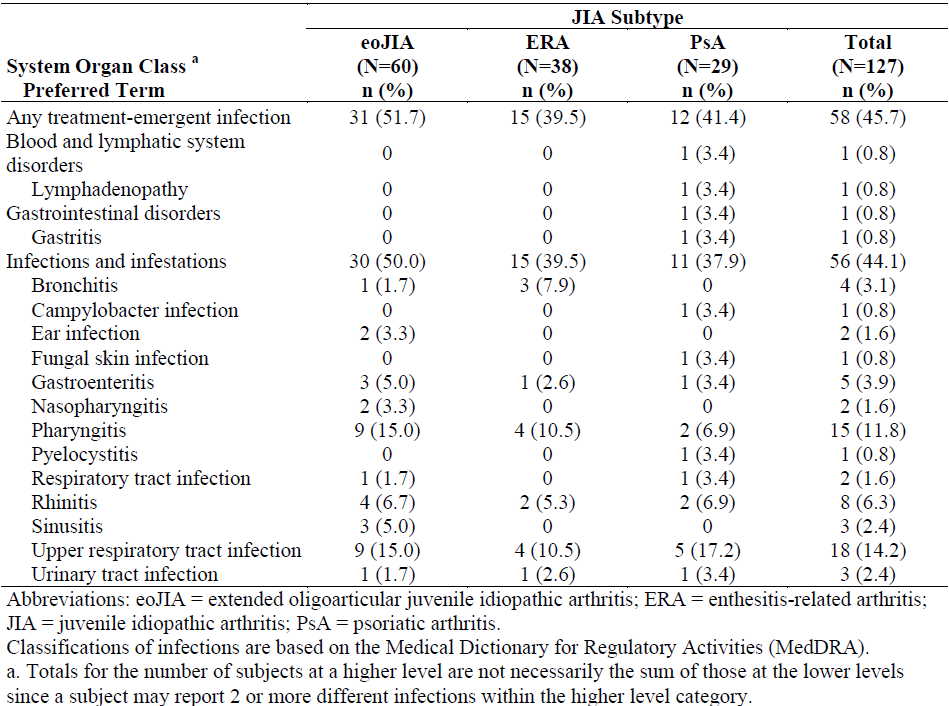 JIA Subtype
eoJIA ERA PsA Total
System Organ Class a (N=60) (N=38) (N=29) (N=127)
Preferred Term n (%) n (%) n (%) n (%)
Any treatment-emergent infection 31 (51.7) 15 (39.5) 12 (41.4) 58 (45.7)
Blood and lymphatic system
disorders 0 0 1 (3.4) 1 (0.8)
Lymphadenopathy 0 0 1 (3.4) 1 (0.8)
Gastrointestinal disorders 0 0 1 (3.4) 1 (0.8)
Gastritis 0 0 1 (3.4) 1 (0.8)
Infections and infestations 30 (50.0) 15 (39.5) 11 (37.9) 56 (44.1)
Bronchitis 1 (1.7) 3 (7.9) 0 4 (3.1)
Campylobacter infection 0 0 1 (3.4) 1 (0.8)
Ear infection 2 (3.3) 0 0 2 (1.6)
Fungal skin infection 0 0 1 (3.4) 1 (0.8)
Gastroenteritis 3 (5.0) 1 (2.6) 1 (3.4) 5 (3.9)
Nasopharyngitis 2 (3.3) 0 0 2 (1.6)
Pharyngitis 9 (15.0) 4 (10.5) 2 (6.9) 15 (11.8)
Pyelocystitis 0 0 1 (3.4) 1 (0.8)
Respiratory tract infection 1 (1.7) 0 1 (3.4) 2 (1.6)
Rhinitis 4 (6.7) 2 (5.3) 2 (6.9) 8 (6.3)
Sinusitis 3 (5.0) 0 0 3 (2.4)
Upper respiratory tract infection 9 (15.0) 4 (10.5) 5 (17.2) 18 (14.2)
Urinary tract infection 1 (1.7) 1 (2.6) 1 (3.4) 3 (2.4)
Abbreviations: eoJIA = extended oligoarticular juvenile idiopathic arthritis; ERA = enthesitis-related arthritis;
JIA = juvenile idiopathic arthritis; PsA = psoriatic arthritis.
Classifications of infections are based on the Medical Dictionary for Regulatory Activities (MedDRA).
a. Totals for the number of subjects at a higher level are not necessarily the sum of those at the lower levels
since a subject may report 2 or more different infections within the higher level category.